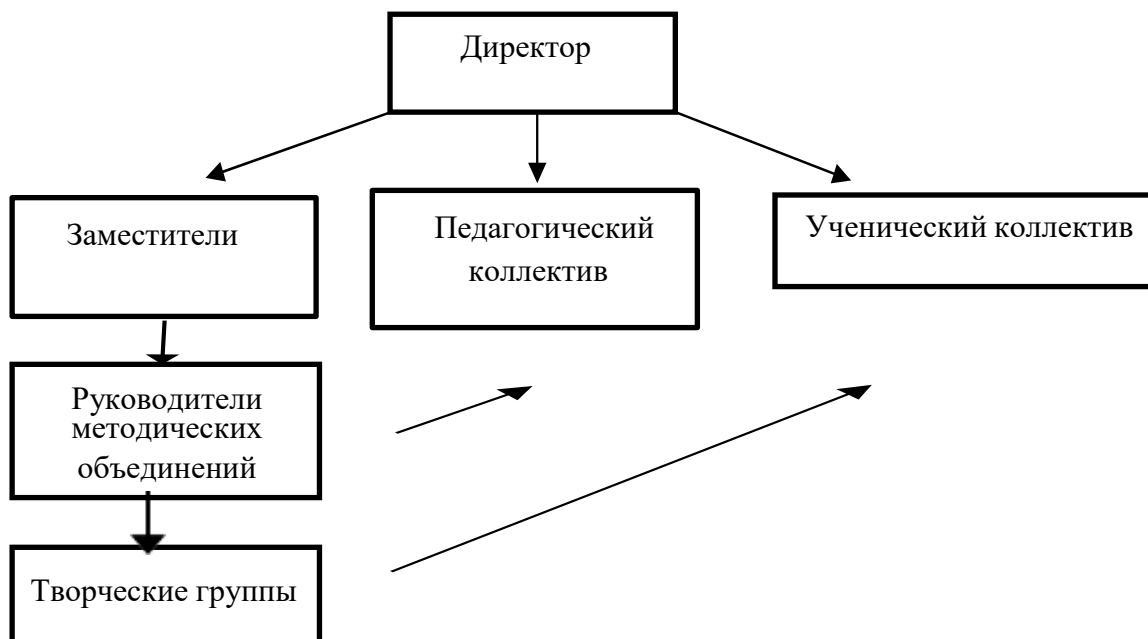 Директор
Заместители
Педагогический
коллектив
Ученический коллектив
Руководители
методических
объединений
Творческие группы